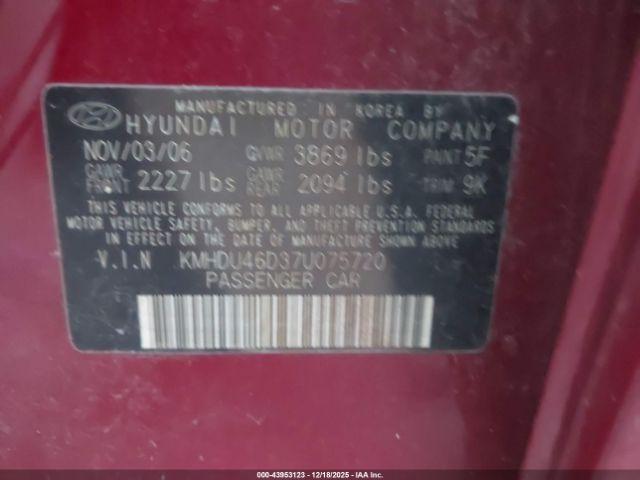 MANUFACTURED IN KOREA BY
HYUNDAI MOTOR COMPANY
NOV/03/06 GVWR 3869 lbs PAINT 5F
GAWR FRONT 2227 lbs GAWR REAR 2094 lbs TRIM 9K
THIS VEHICLE CONFORMS TO ALL APPLICABLE U.S.A. FEDERAL
MOTOR VEHICLE SAFETY, BUMPER, AND THEFT PREVENTION STANDARDS
IN EFFECT ON THE DATE OF MANUFACTURE SHOWN ABOVE.
V.I.N KMHDU46D37U075720
PASSENGER CAR
000-43953123 - 12/18/2025 - IAA, Inc.